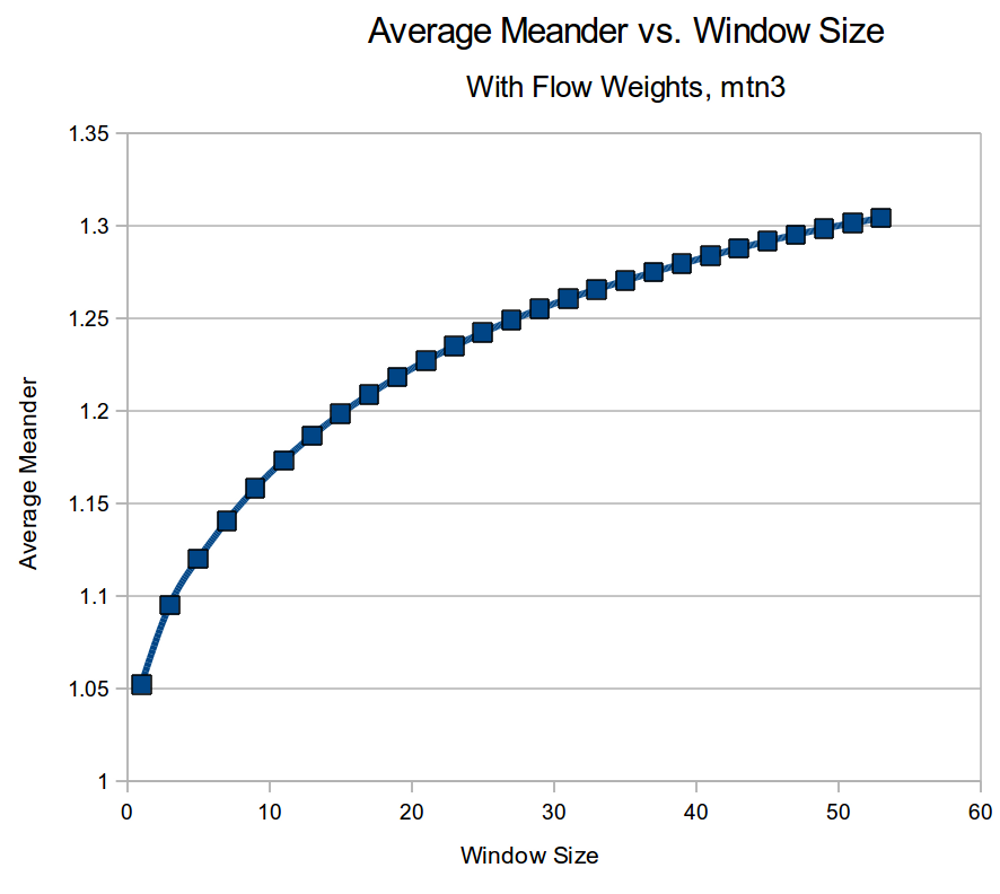 Average Meander vs. Window Size
With Flow Weights, mtn3
1.35
1.3
1.25
1.2
1.15
1.1
1.05
1
Average Meander
0 10 20 30 40 50 60
Window Size